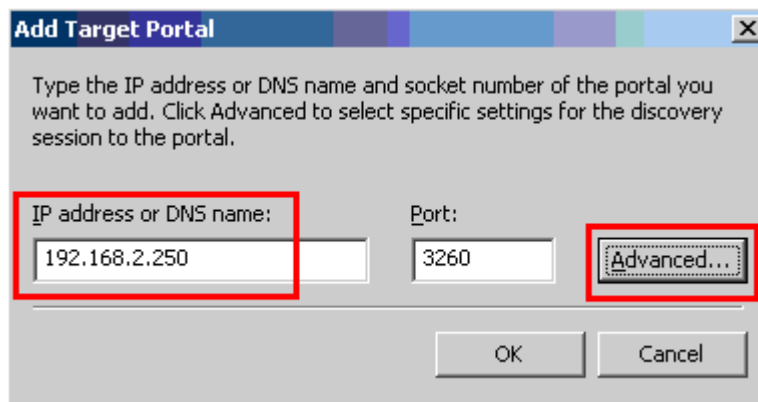 Add Target Portal
Type the IP address or DNS name and socket number of the portal you
want to add. Click Advanced to select specific settings for the discovery
session to the portal.
IP address or DNS name:
Port:
192.168.2.250
3260
Advanced...
OK
Cancel